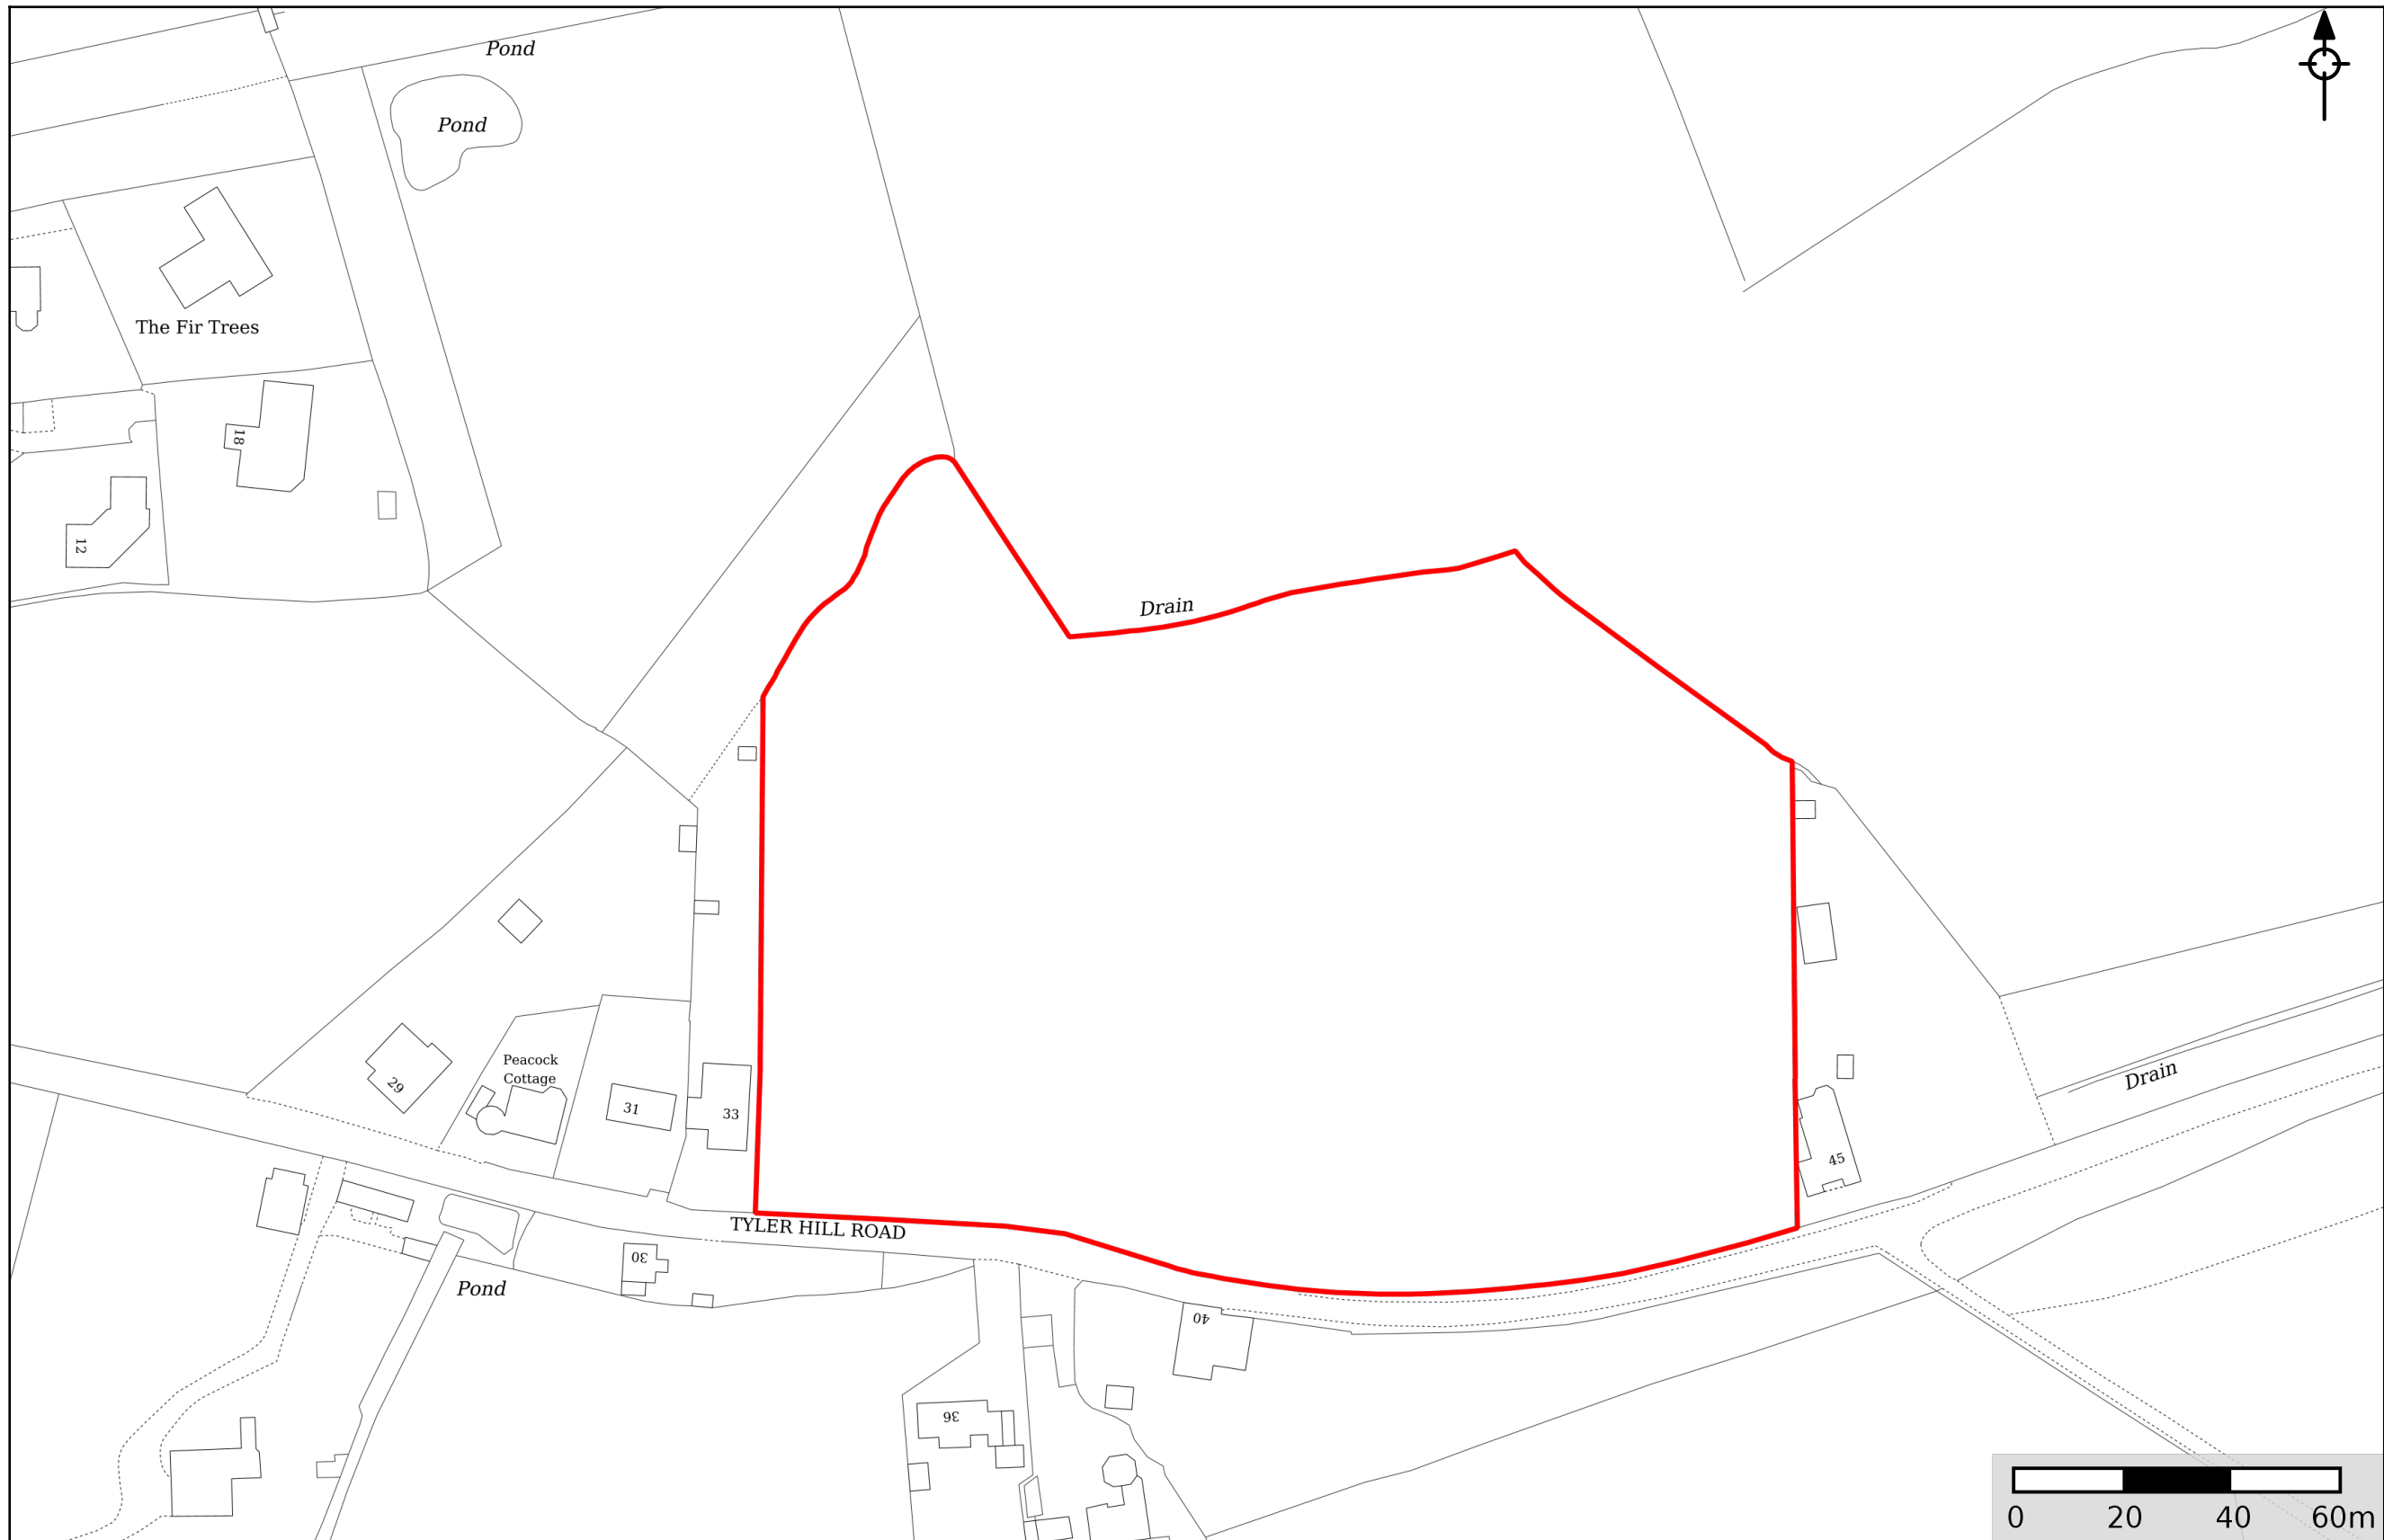 Pond
Pond
The Fir Trees
18
12
Drain
Peacock
Cottage
29
31
33
Drain
45
TYLER HILL ROAD
30
Pond
40
36
0 20 40 60m